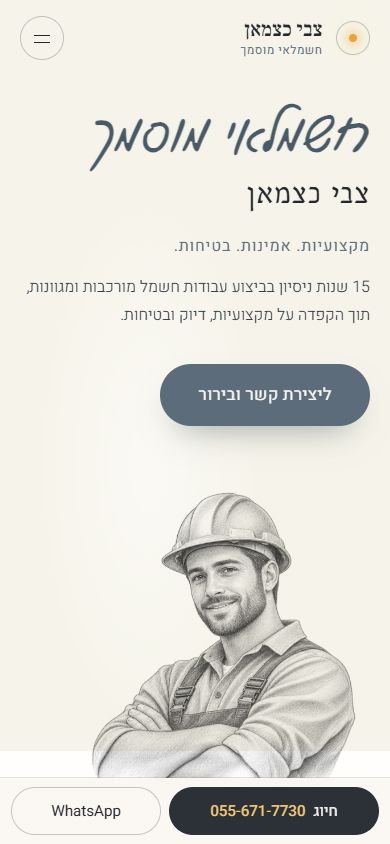 צבי כצמאן
חשמלאי מוסמך
חשמלאי מוסמך
צבי כצמאן
מקצועיות. אמינות. בטיחות.
15 שנות ניסיון בביצוע עבודות חשמל מורכבות ומגוונות,
תוך הקפדה על מקצועיות, דיוק ובטיחות.
ליצירת קשר ובירור
חיוג 055-671-7730
WhatsApp